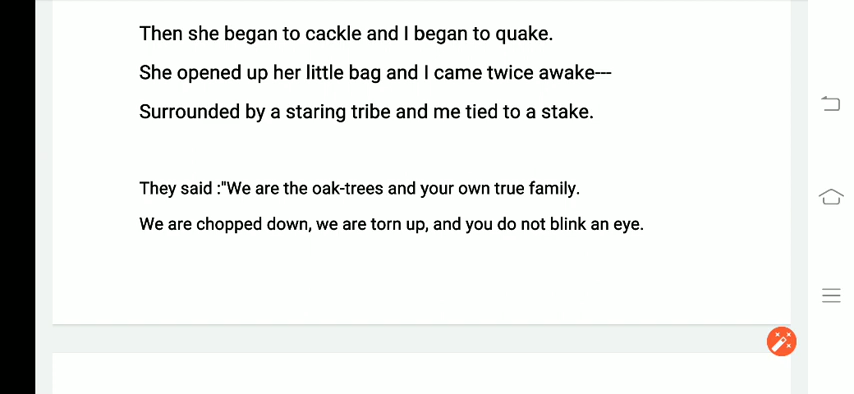 Then she began to cackle and I began to quake.
She opened up her little bag and I came twice awake---
Surrounded by a staring tribe and me tied to a stake.
They said :"We are the oak-trees and your own true family.
We are chopped down, we are torn up, and you do not blink an eye.